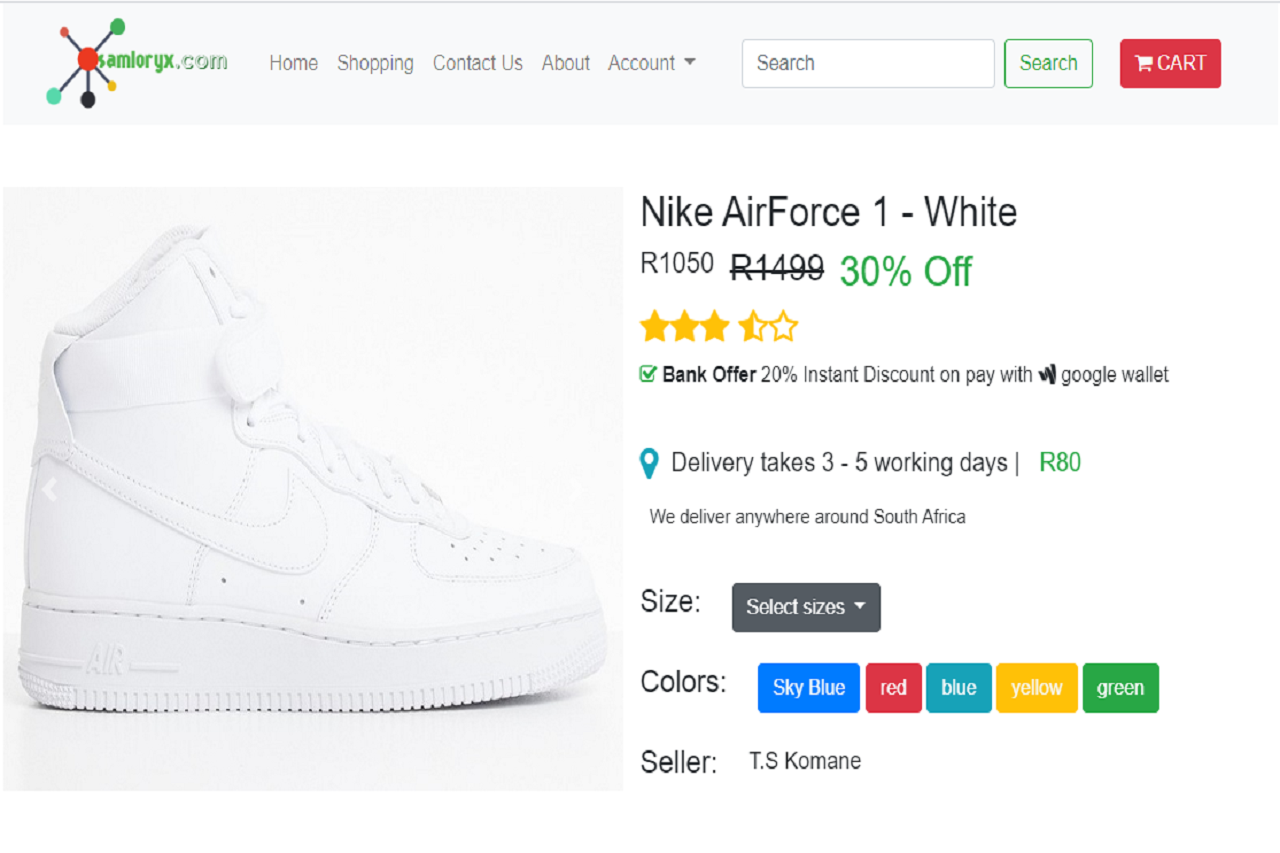 samloryx.com
Home Shopping Contact Us About Account Search Search CART
Nike AirForce 1 - White
R1050 R1499 30% Off
Bank Offer 20% Instant Discount on pay with google wallet
Delivery takes 3 - 5 working days | R80
We deliver anywhere around South Africa
Size: Select sizes
Colors: Sky Blue red blue yellow green
Seller: T.S Komane
AIR